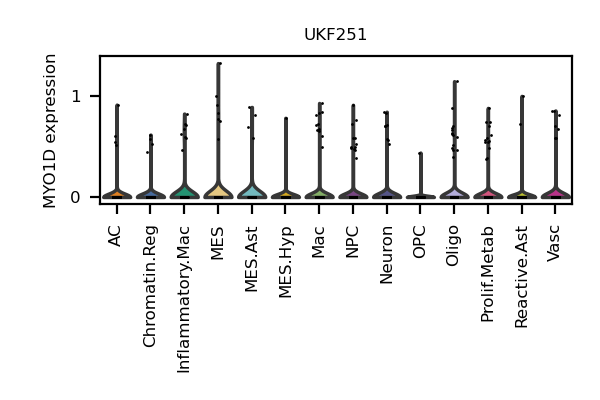 UKF251
MYO1D expression
1
0
AC
Chromatin.Reg
Inflammatory.Mac
MES
MES.Ast
MES.Hyp
Mac
NPC
Neuron
OPC
Oligo
Prolif.Metab
Reactive.Ast
Vasc